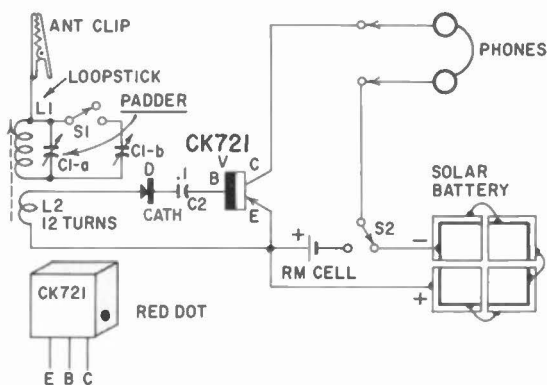 ANT CLIP
LOOPSTICK
L1
PADDER
S1
C1-a
C1-b
CK721
V
B
C
E
D
CATH
.1
C2
L2
12 TURNS
PHONES
SOLAR
BATTERY
S2
+
RM CELL
−
+
CK721
RED DOT
E B C